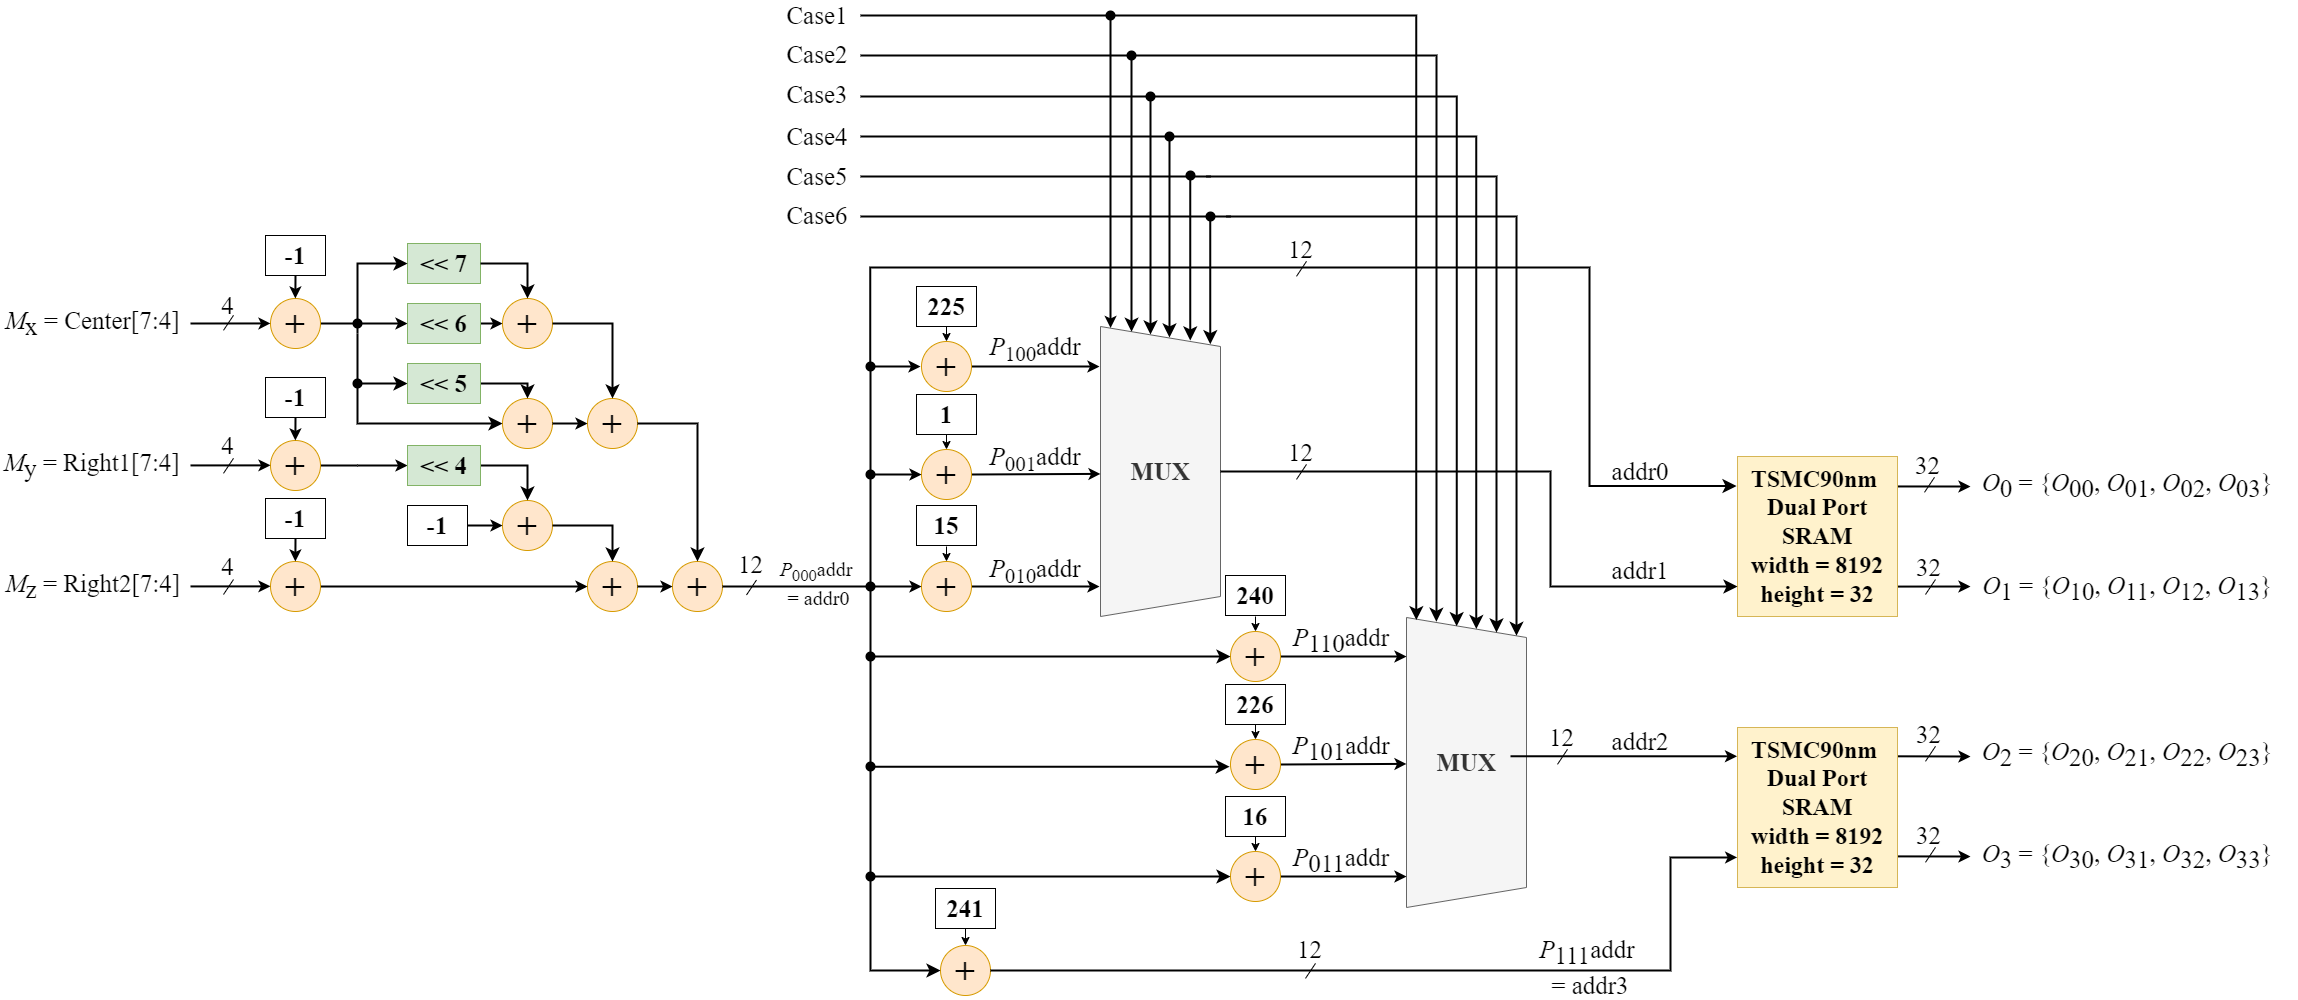 Case1
Case2
Case3
Case4
Case5
Case6
-1
<< 7
12
Mx = Center[7:4]
4
+
<< 6
+
225
<< 5
+
P100addr
-1
+
+
1
My = Right1[7:4]
4
+
<< 4
+
P001addr
MUX
12
addr0
-1
-1
+
15
Mz = Right2[7:4]
4
+
+
+
12
P000addr
= addr0
+
P010addr
addr1
TSMC90nm
Dual Port
SRAM
width = 8192
height = 32
32
O0 = {O00, O01, O02, O03}
32
O1 = {O10, O11, O12, O13}
240
+
P110addr
226
+
P101addr
MUX
12
addr2
16
+
P011addr
TSMC90nm
Dual Port
SRAM
width = 8192
height = 32
32
O2 = {O20, O21, O22, O23}
32
O3 = {O30, O31, O32, O33}
241
+
12
P111addr
= addr3